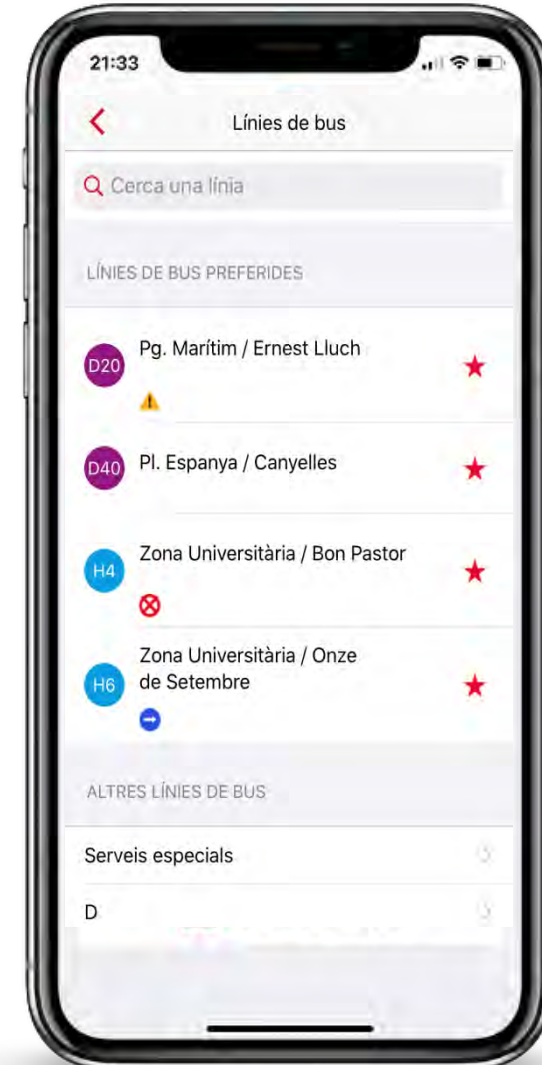 21:33
Línies de bus
Cerca una línia
LÍNIES DE BUS PREFERIDES
D20 Pg. Marítim / Ernest Lluch
D40 Pl. Espanya / Canyelles
H4 Zona Universitària / Bon Pastor
Zona Universitària / Onze
H6 de Setembre
ALTRES LÍNIES DE BUS
Serveis especials
D